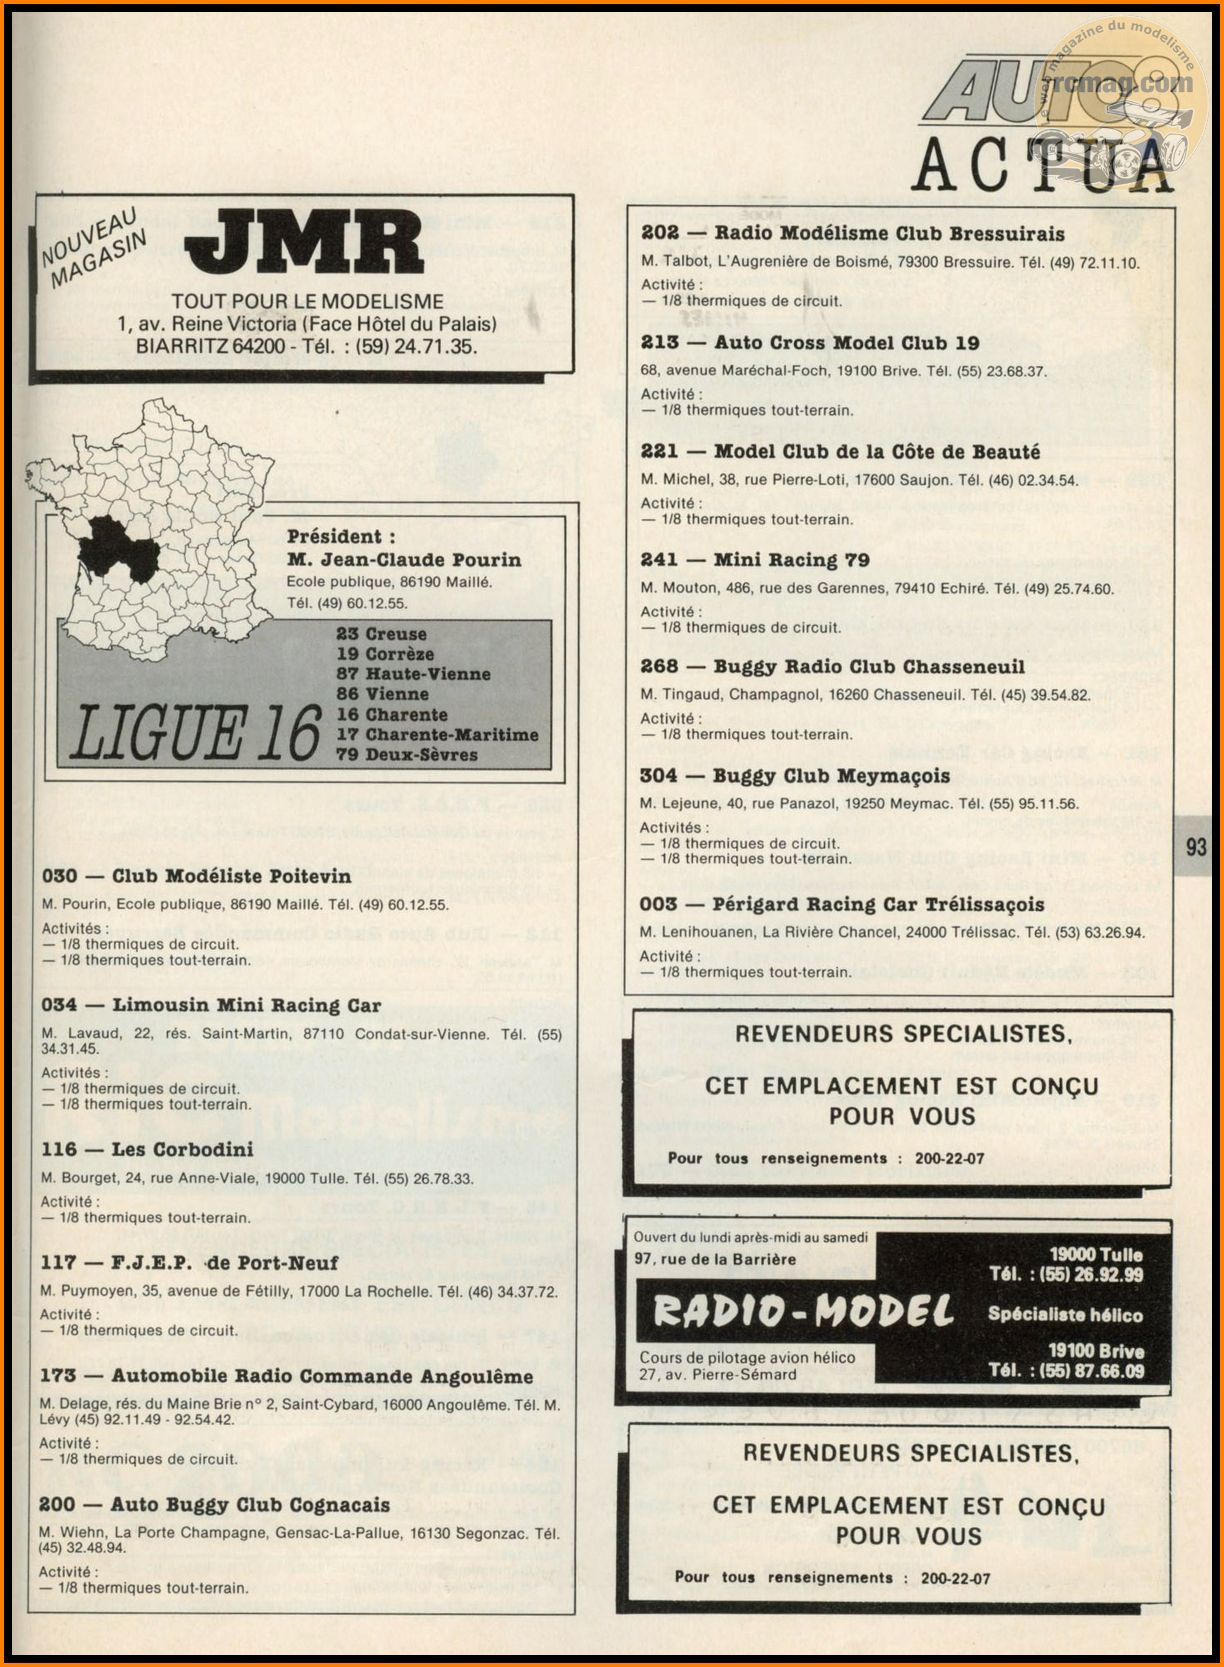 Le web magazine du modelisme
rcmag.com
AUTO 8
ACTUA
NOUVEAU
MAGASIN
JMR
TOUT POUR LE MODELISME
1, av. Reine Victoria (Face Hôtel du Palais)
BIARRITZ 64200 - Tél. : (59) 24.71.35.
Président :
M. Jean-Claude Pourin
Ecole publique, 86190 Maillé.
Tél. (49) 60.12.55.
LIGUE 16
23 Creuse
19 Corrèze
87 Haute-Vienne
86 Vienne
16 Charente
17 Charente-Maritime
79 Deux-Sèvres
030 — Club Modéliste Poitevin
M. Pourin, Ecole publique, 86190 Maillé. Tél. (49) 60.12.55.
Activités :
— 1/8 thermiques de circuit.
— 1/8 thermiques tout-terrain.
034 — Limousin Mini Racing Car
M. Lavaud, 22, rés. Saint-Martin, 87110 Condat-sur-Vienne. Tél. (55)
34.31.45.
Activités :
— 1/8 thermiques de circuit.
— 1/8 thermiques tout-terrain.
116 — Les Corbodini
M. Bourget, 24, rue Anne-Viale, 19000 Tulle. Tél. (55) 26.78.33.
Activité :
— 1/8 thermiques tout-terrain.
117 — F.J.E.P. de Port-Neuf
M. Puymoyen, 35, avenue de Fétilly, 17000 La Rochelle. Tél. (46) 34.37.72.
Activité :
— 1/8 thermiques de circuit.
173 — Automobile Radio Commande Angoulême
M. Delage, rés. du Maine Brie n° 2, Saint-Cybard, 16000 Angoulême. Tél. M.
Lévy (45) 92.11.49 - 92.54.42.
Activité :
— 1/8 thermiques de circuit.
200 — Auto Buggy Club Cognacais
M. Wiehn, La Porte Champagne, Gensac-La-Pallue, 16130 Segonzac. Tél.
(45) 32.48.94.
Activité :
— 1/8 thermiques tout-terrain.
202 — Radio Modélisme Club Bressuirais
M. Talbot, L'Augrenière de Boismé, 79300 Bressuire. Tél. (49) 72.11.10.
Activité :
— 1/8 thermiques de circuit.
213 — Auto Cross Model Club 19
68, avenue Maréchal-Foch, 19100 Brive. Tél. (55) 23.68.37.
Activité :
— 1/8 thermiques tout-terrain.
221 — Model Club de la Côte de Beauté
M. Michel, 38, rue Pierre-Loti, 17600 Saujon. Tél. (46) 02.34.54.
Activité :
— 1/8 thermiques tout-terrain.
241 — Mini Racing 79
M. Mouton, 486, rue des Garennes, 79410 Echiré. Tél. (49) 25.74.60.
Activité :
— 1/8 thermiques de circuit.
268 — Buggy Radio Club Chasseneuil
M. Tingaud, Champagnol, 16260 Chasseneuil. Tél. (45) 39.54.82.
Activité :
— 1/8 thermiques tout-terrain.
304 — Buggy Club Meymaçois
M. Lejeune, 40, rue Panazol, 19250 Meymac. Tél. (55) 95.11.56.
Activités :
— 1/8 thermiques de circuit.
— 1/8 thermiques tout-terrain.
003 — Périgard Racing Car Trélissaçois
M. Lenihouanen, La Rivière Chancel, 24000 Trélissac. Tél. (53) 63.26.94.
Activité :
— 1/8 thermiques tout-terrain.
93
REVENDEURS SPECIALISTES,
CET EMPLACEMENT EST CONÇU
POUR VOUS
Pour tous renseignements : 200-22-07
Ouvert du lundi après-midi au samedi
97, rue de la Barrière
19000 Tulle
Tél. : (55) 26.92.99
RADIO-MODEL
Spécialiste hélico
Cours de pilotage avion hélico
27, av. Pierre-Sémard
19100 Brive
Tél. : (55) 87.66.09
REVENDEURS SPECIALISTES,
CET EMPLACEMENT EST CONÇU
POUR VOUS
Pour tous renseignements : 200-22-07